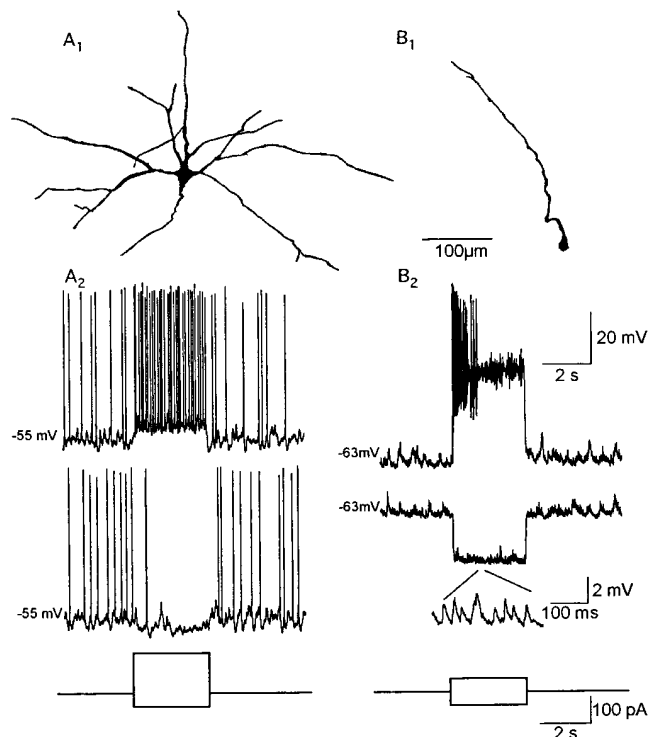 A1
B1
100µm
A2
B2
20 mV
2 s
-55 mV
-63mV
-63mV
2 mV
100 ms
-55 mV
100 pA
2 s